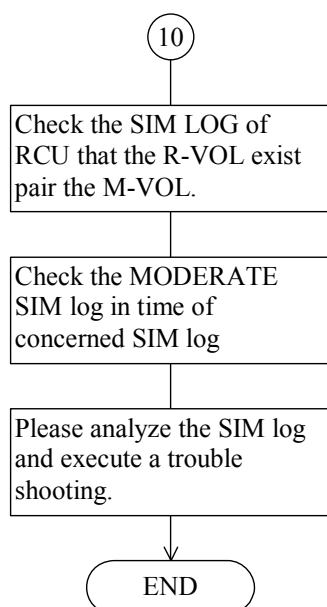 10
Check the SIM LOG of
RCU that the R-VOL exist
pair the M-VOL.
Check the MODERATE
SIM log in time of
concerned SIM log
Please analyze the SIM log
and execute a trouble
shooting.
END